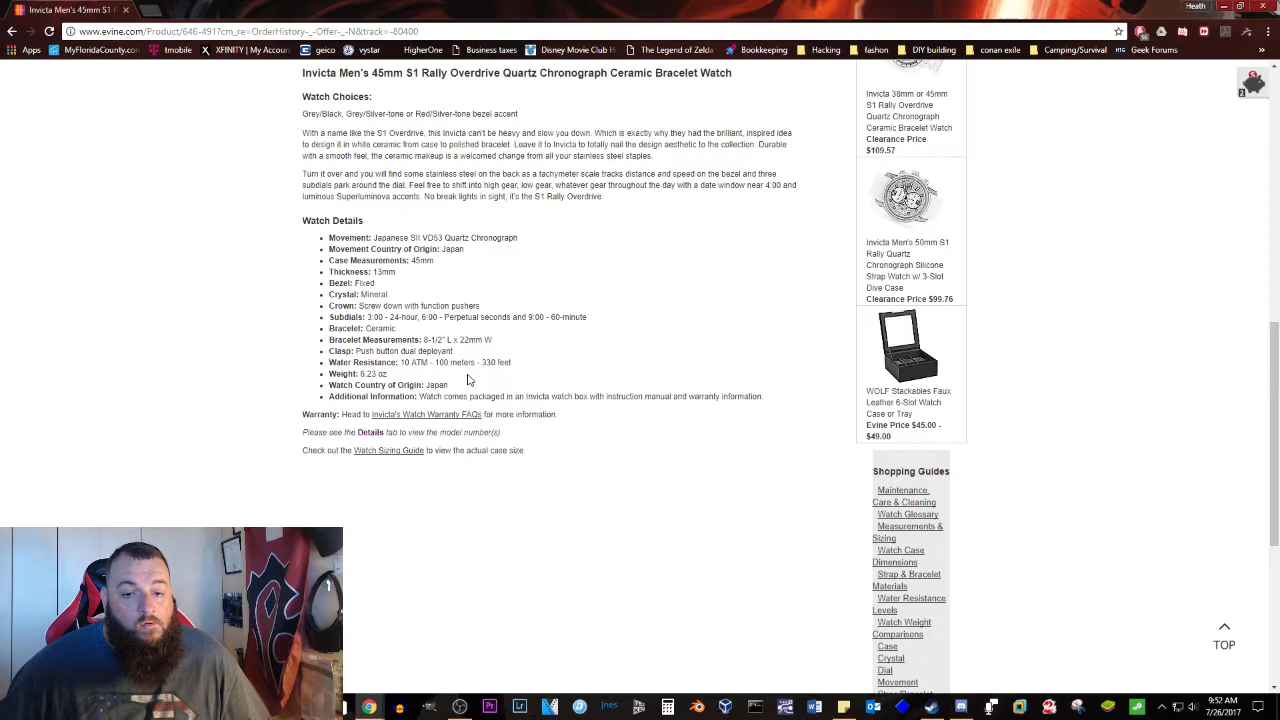 Invicta Men's 45mm S1 R
Heath
www.evine.com/Product/646-491?cm_re=OrderHistory-_-Offer-_-N&track=-80400
Apps
MyFloridaCounty.com
tmobile
XFINITY | My Account
geico
vystar
HigherOne
Business taxes
Disney Movie Club
The Legend of Zelda
Bookkeeping
Hacking
fashon
DIY building
conan exile
Camping/Survival
Geek Forums
Invicta Men's 45mm S1 Rally Overdrive Quartz Chronograph Ceramic Bracelet Watch
Watch Choices:
Grey/Black, Grey/Silver-tone or Red/Silver-tone bezel accent
With a name like the S1 Overdrive, this Invicta can't be heavy and slow you down. Which is exactly why they had the brilliant, inspired idea
to design it in white ceramic from case to polished bracelet. Leave it to Invicta to totally nail the design aesthetic to the collection. Durable
with a smooth feel, the ceramic makeup is a welcomed change from all your stainless steel staples.
Turn it over and you will find some stainless steel on the back as a tachymeter scale tracks distance and speed on the bezel and three
subdials park around the dial. Feel free to shift into high gear, low gear, whatever gear throughout the day with a date window near 4:00 and
luminous Superluminova accents. No break lights in sight, it's the S1 Rally Overdrive.
Watch Details
Movement: Japanese SII VD53 Quartz Chronograph
Movement Country of Origin: Japan
Case Measurements: 45mm
Thickness: 13mm
Bezel: Fixed
Crystal: Mineral
Crown: Screw down with function pushers
Subdials: 3:00 - 24-hour, 6:00 - Perpetual seconds and 9:00 - 60-minute
Bracelet: Ceramic
Bracelet Measurements: 8-1/2" L x 22mm W
Clasp: Push button dual deployant
Water Resistance: 10 ATM - 100 meters - 330 feet
Weight: 6.23 oz
Watch Country of Origin: Japan
Additional Information: Watch comes packaged in an Invicta watch box with instruction manual and warranty information.
Warranty: Head to Invicta's Watch Warranty FAQs for more information.
Please see the Details tab to view the model number(s)
Check out the Watch Sizing Guide to view the actual case size.
Invicta 38mm or 45mm
S1 Rally Overdrive
Quartz Chronograph
Ceramic Bracelet Watch
Clearance Price
$109.57
Invicta Men's 50mm S1
Rally Quartz
Chronograph Silicone
Strap Watch w/ 3-Slot
Dive Case
Clearance Price $99.76
WOLF Stackables Faux
Leather 6-Slot Watch
Case or Tray
Evine Price $45.00 -
$49.00
Shopping Guides
Maintenance,
Care & Cleaning
Watch Glossary
Measurements &
Sizing
Watch Case
Dimensions
Strap & Bracelet
Materials
Water Resistance
Levels
Watch Weight
Comparisons
Case
Crystal
Dial
Movement
2
TOP
Pr
Lr
jnes
9:52 AM
7/26/2017